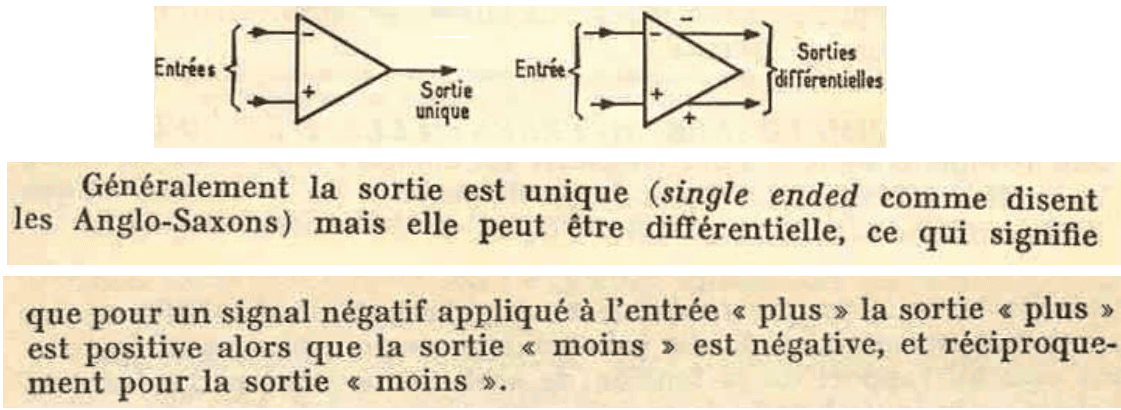 Entrées
-
+
Sortie
unique
Entrée
-
+
-
+
Sorties
différentielles
Généralement la sortie est unique (single ended comme disent
les Anglo-Saxons) mais elle peut être différentielle, ce qui signifie
que pour un signal négatif appliqué à l'entrée « plus » la sortie « plus »
est positive alors que la sortie « moins » est négative, et réciproque-
ment pour la sortie « moins ».